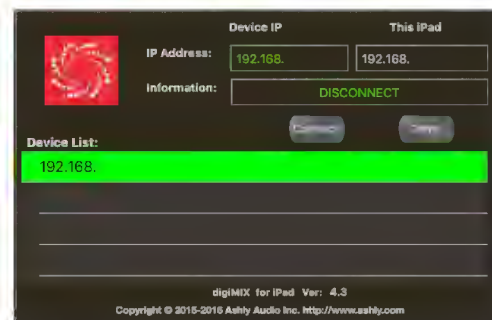 Device IP This iPad
IP Address: 192.168. 192.168.
Information: DISCONNECT
Device List:
192.168.
digiMIX for iPad Ver: 4.3
Copyright © 2015-2016 Ashly Audio Inc. http://www.ashly.com